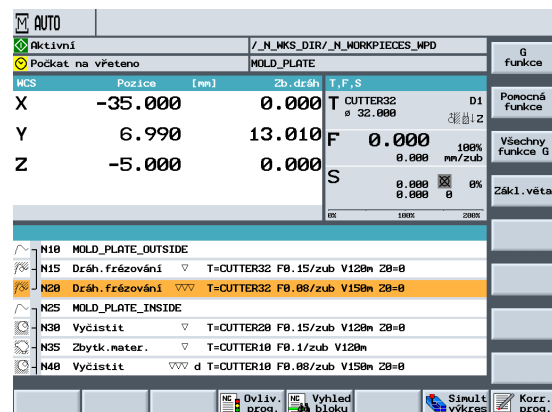 M AUTO
Aktivní /_N_WKS_DIR/_N_WORKPIECES_WPD
Počkat na vřeteno MOLD_PLATE
WCS Pozice [mm] Zb.dráh T,F,S
X -35.000 0.000
T CUTTER32 D1
ø 32.000 Z
Y 6.990 13.010
F 0.000 100%
0.000 mm/zub
Z -5.000 0.000
S 0.000 0%
0.000 0
0% 100% 200%
N10 MOLD_PLATE_OUTSIDE
N15 Dráh.frézování ▽ T=CUTTER32 F0.15/zub V120m Z0=0
N20 Dráh.frézování ▽▽▽ T=CUTTER32 F0.08/zub V150m Z0=0
N25 MOLD_PLATE_INSIDE
N30 Vyčistit ▽ T=CUTTER20 F0.15/zub V120m Z0=0
N35 Zbytk.mater. ▽ T=CUTTER10 F0.1/zub V120m
N40 Vyčistit ▽▽▽ d T=CUTTER10 F0.08/zub V150m Z0=0
G
funkce
Pomocná
funkce
Všechny
funkce G
Zákl.věta
NC Ovliv.
prog.
NC Vyhled
bloku
Simult
výkres
Korr.
prog.